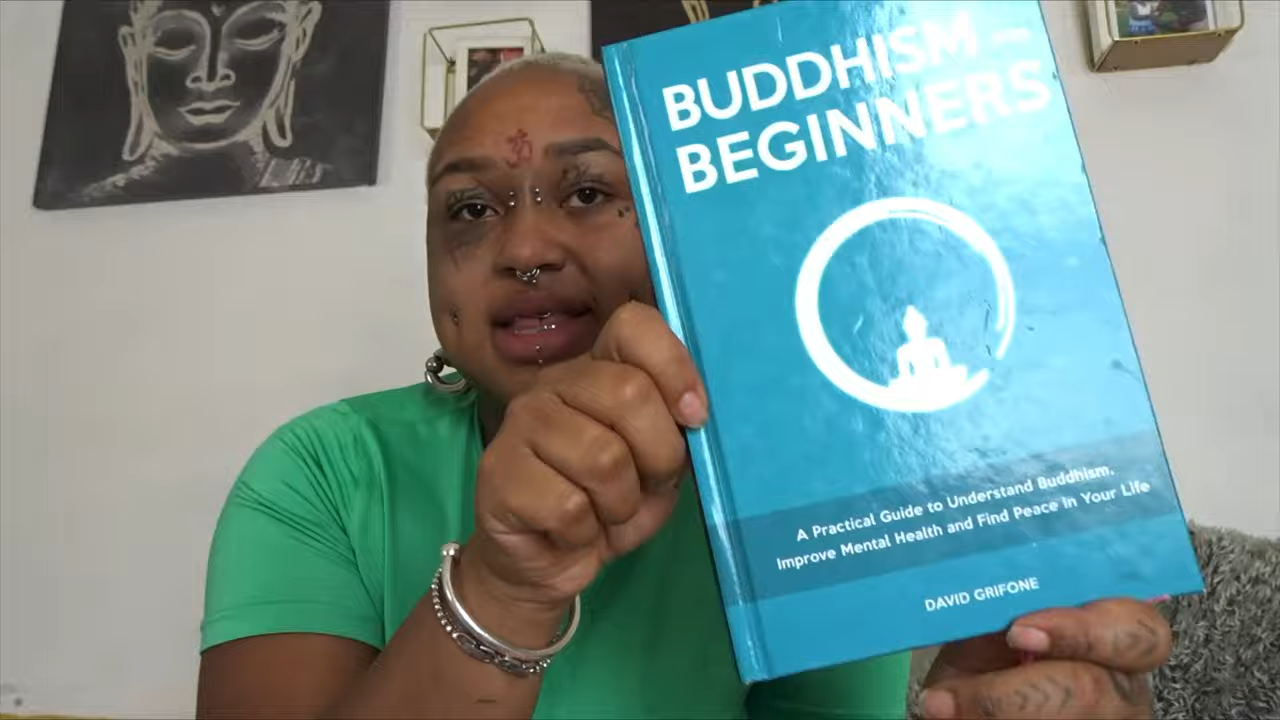 BUDDHISM –
BEGINNERS
A Practical Guide to Understand Buddhism,
Improve Mental Health and Find Peace In Your Life
DAVID GRIFONE
ॐ